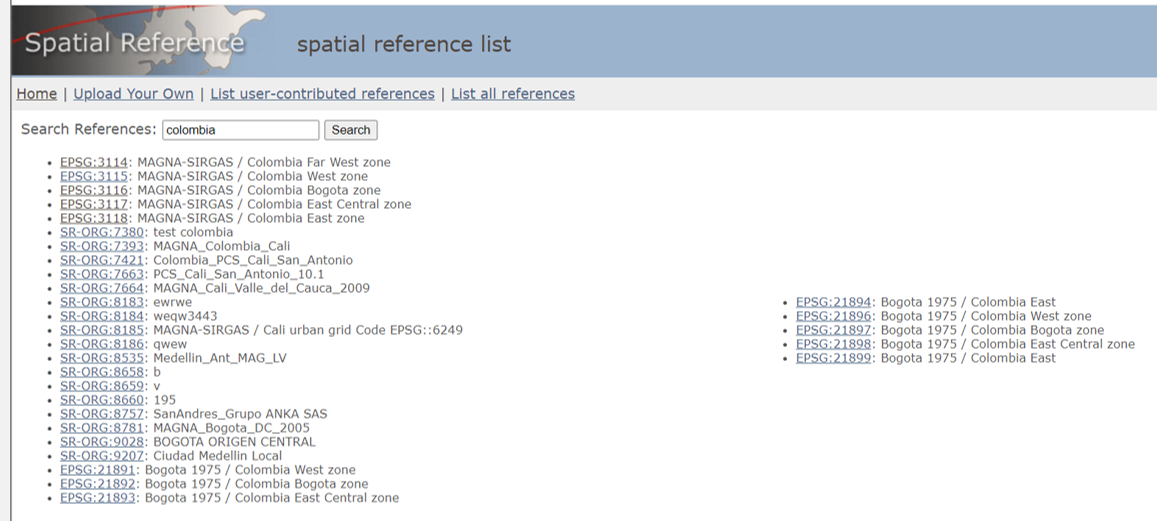 Spatial Reference
spatial reference list
Home | Upload Your Own | List user-contributed references | List all references
Search References: colombia Search
• EPSG:3114: MAGNA-SIRGAS / Colombia Far West zone
• EPSG:3115: MAGNA-SIRGAS / Colombia West zone
• EPSG:3116: MAGNA-SIRGAS / Colombia Bogota zone
• EPSG:3117: MAGNA-SIRGAS / Colombia East Central zone
• EPSG:3118: MAGNA-SIRGAS / Colombia East zone
• SR-ORG:7380: test colombia
• SR-ORG:7393: MAGNA_Colombia_Cali
• SR-ORG:7421: Colombia_PCS_Cali_San_Antonio
• SR-ORG:7663: PCS_Cali_San_Antonio_10.1
• SR-ORG:7664: MAGNA_Cali_Valle_del_Cauca_2009
• SR-ORG:8183: ewrwe
• SR-ORG:8184: weqw3443
• SR-ORG:8185: MAGNA-SIRGAS / Cali urban grid Code EPSG::6249
• SR-ORG:8186: qwew
• SR-ORG:8535: Medellin_Ant_MAG_LV
• SR-ORG:8658: b
• SR-ORG:8659: v
• SR-ORG:8660: 195
• SR-ORG:8757: SanAndres_Grupo ANKA SAS
• SR-ORG:8781: MAGNA_Bogota_DC_2005
• SR-ORG:9028: BOGOTA ORIGEN CENTRAL
• SR-ORG:9207: Ciudad Medellin Local
• EPSG:21891: Bogota 1975 / Colombia West zone
• EPSG:21892: Bogota 1975 / Colombia Bogota zone
• EPSG:21893: Bogota 1975 / Colombia East Central zone
• EPSG:21894: Bogota 1975 / Colombia East
• EPSG:21896: Bogota 1975 / Colombia West zone
• EPSG:21897: Bogota 1975 / Colombia Bogota zone
• EPSG:21898: Bogota 1975 / Colombia East Central zone
• EPSG:21899: Bogota 1975 / Colombia East